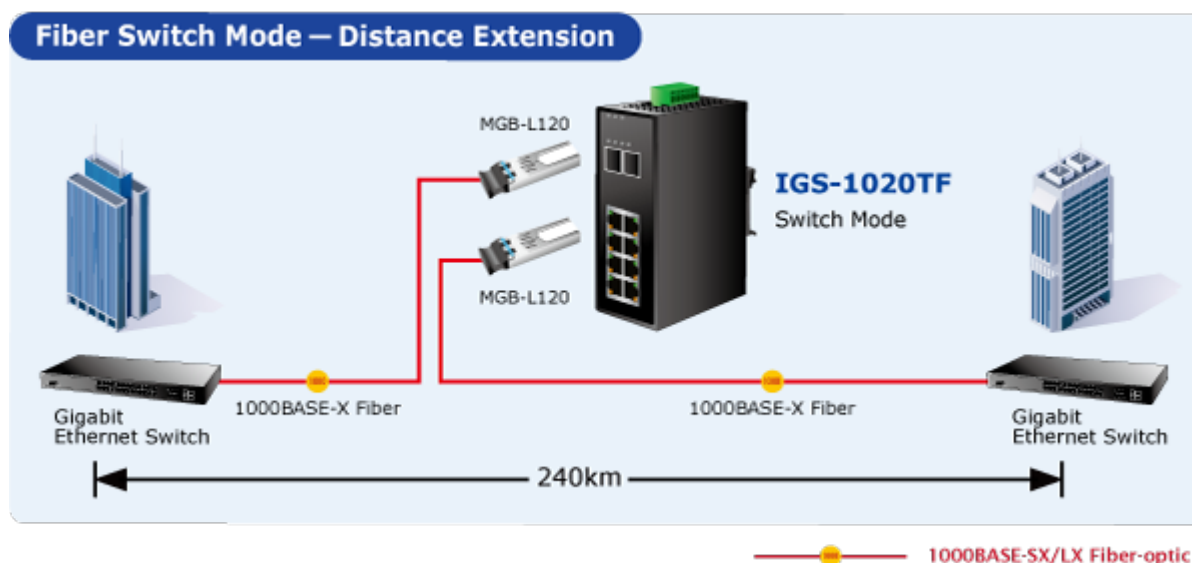 Fiber Switch Mode — Distance Extension
MGB-L120
IGS-1020TF
Switch Mode
MGB-L120
1000BASE-X Fiber
1000BASE-X Fiber
Gigabit
Ethernet Switch
Gigabit
Ethernet Switch
240km
1000BASE-SX/LX Fiber-optic